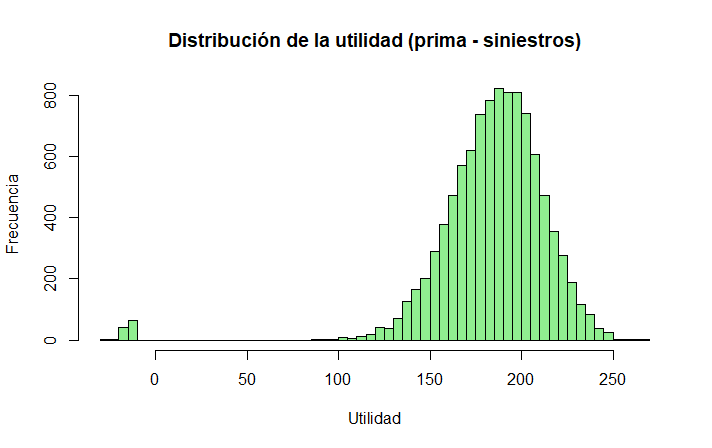 Distribución de la utilidad (prima - siniestros)
Frecuencia
800
600
400
200
0
0 50 100 150 200 250
Utilidad